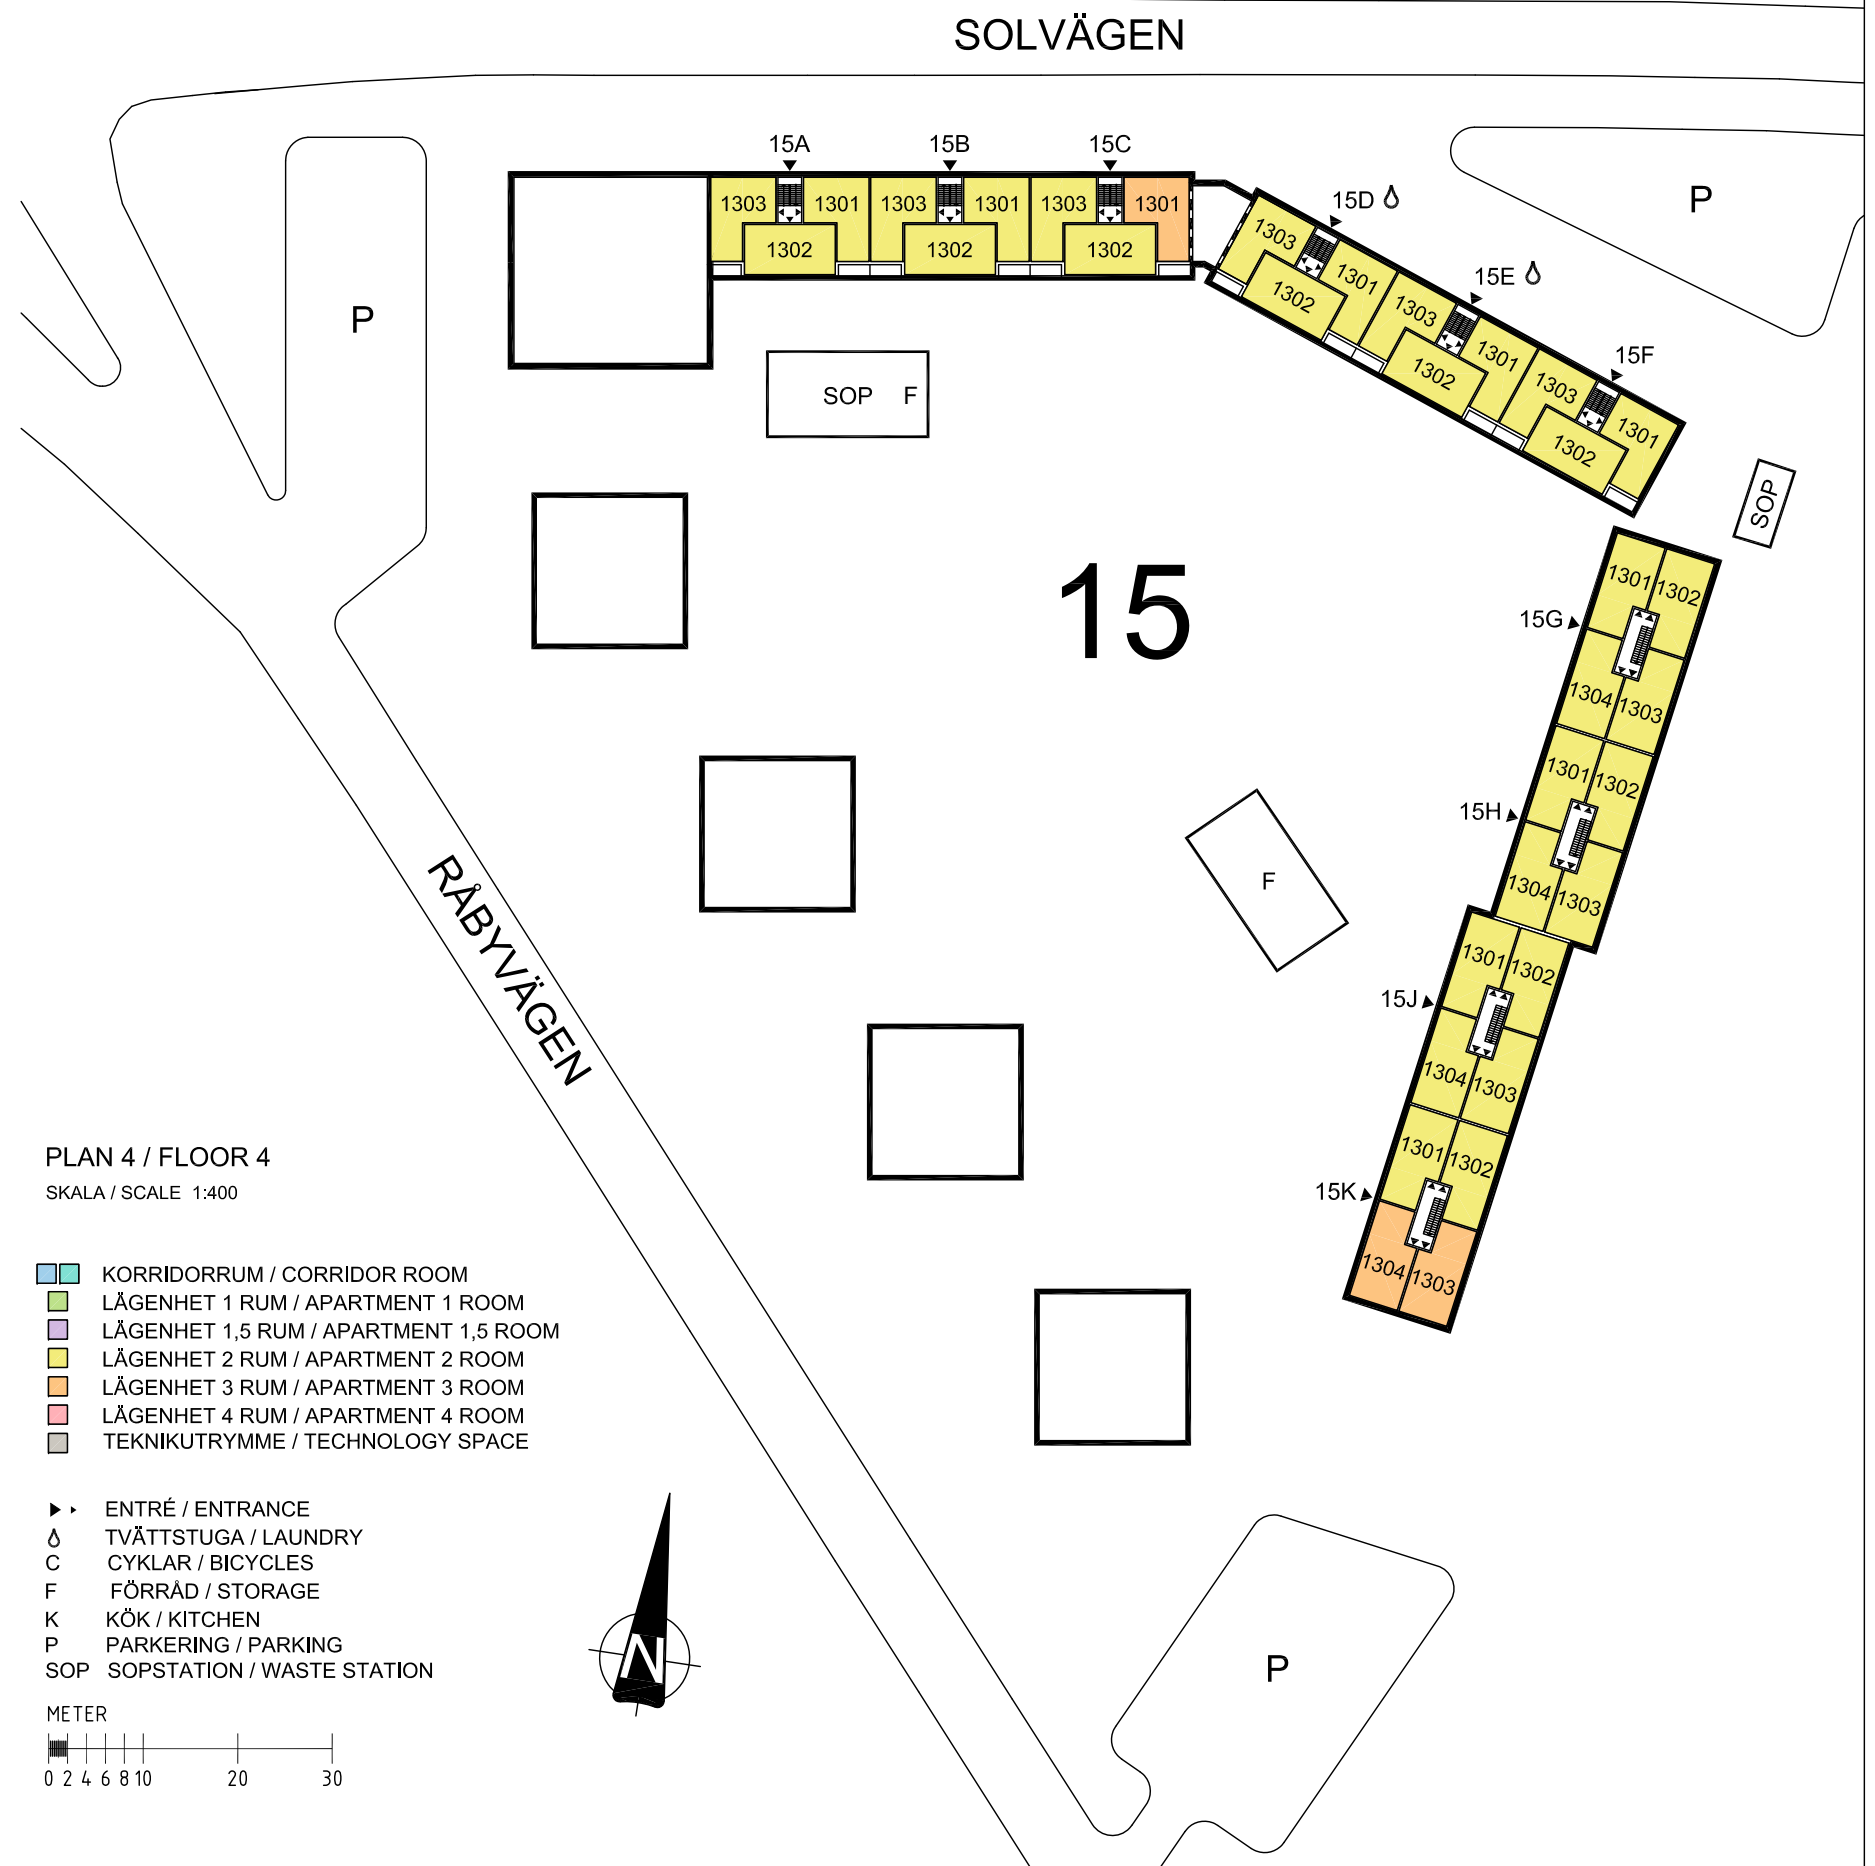 SOLVÄGEN
15A
15B
15C
15D
15E
15F
P
P
1303
1301
1303
1301
1303
1301
1302
1302
1302
1303
1301
1302
1303
1301
1302
1303
1301
1302
SOP F
SOP
15
15G
1301
1302
1304
1303
15H
1301
1302
1304
1303
F
15J
1301
1302
1304
1303
15K
1301
1302
1304
1303
RÅBYVÄGEN
PLAN 4 / FLOOR 4
SKALA / SCALE 1:400
KORRIDORRUM / CORRIDOR ROOM
LÄGENHET 1 RUM / APARTMENT 1 ROOM
LÄGENHET 1,5 RUM / APARTMENT 1,5 ROOM
LÄGENHET 2 RUM / APARTMENT 2 ROOM
LÄGENHET 3 RUM / APARTMENT 3 ROOM
LÄGENHET 4 RUM / APARTMENT 4 ROOM
TEKNIKUTRYMME / TECHNOLOGY SPACE
ENTRÉ / ENTRANCE
TVÄTTSTUGA / LAUNDRY
C CYKLAR / BICYCLES
F FÖRRÅD / STORAGE
K KÖK / KITCHEN
P PARKERING / PARKING
SOP SOPSTATION / WASTE STATION
METER
0 2 4 6 8 10 20 30
N
P